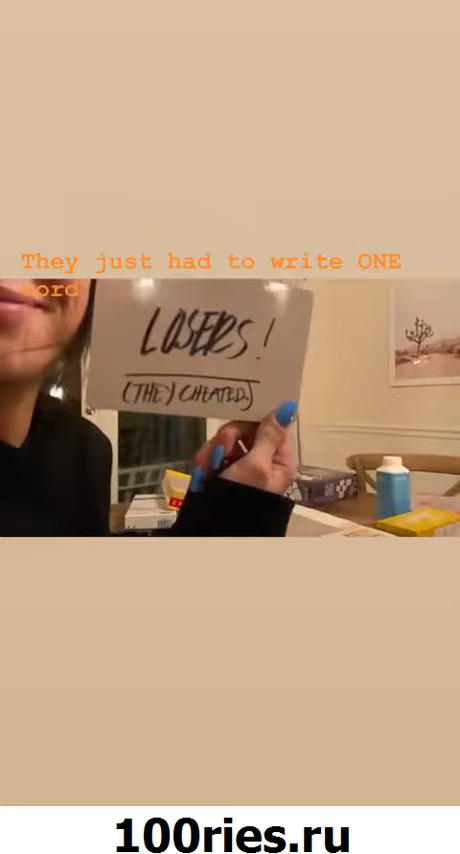 They just had to write ONE
word
LOSERS!
(THEY CHEATED.)
100ries.ru